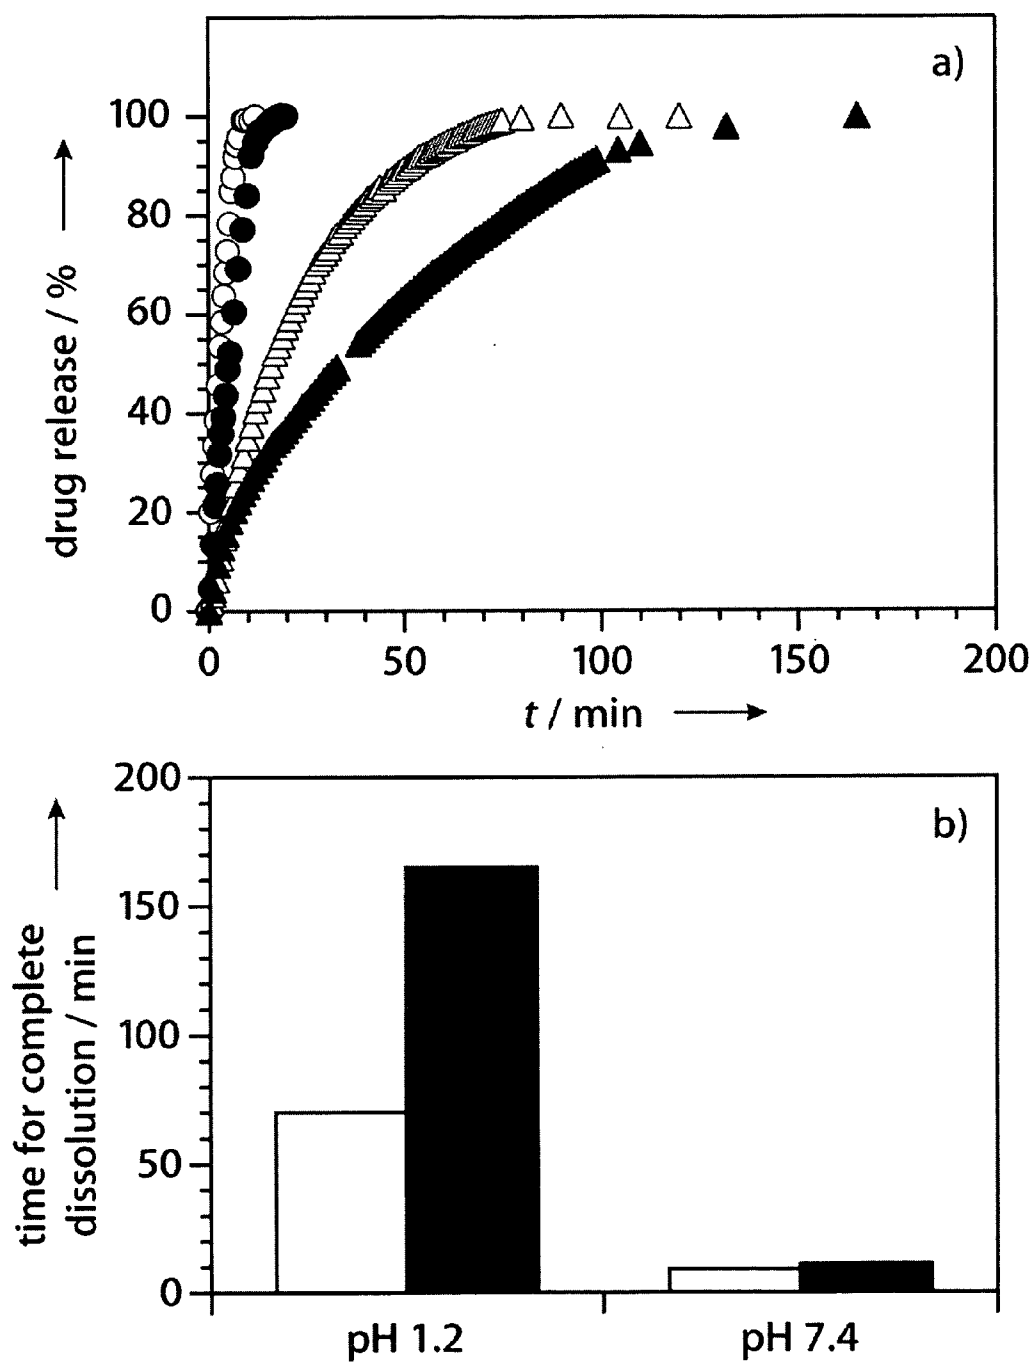 a)
100
80
60
40
20
0
drug release / %
0 50 100 150 200
t / min
200
150
100
50
0
b)
time for complete
dissolution / min
pH 1.2 pH 7.4